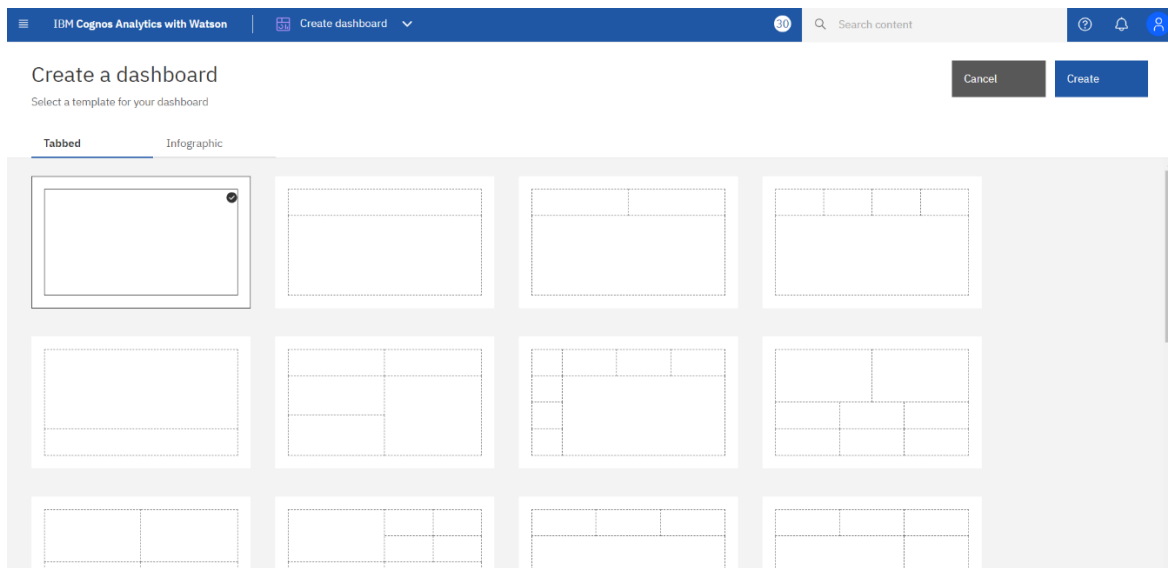 IBM Cognos Analytics with Watson
Create dashboard
30
Search content
Create a dashboard
Cancel
Create
Select a template for your dashboard
Tabbed
Infographic